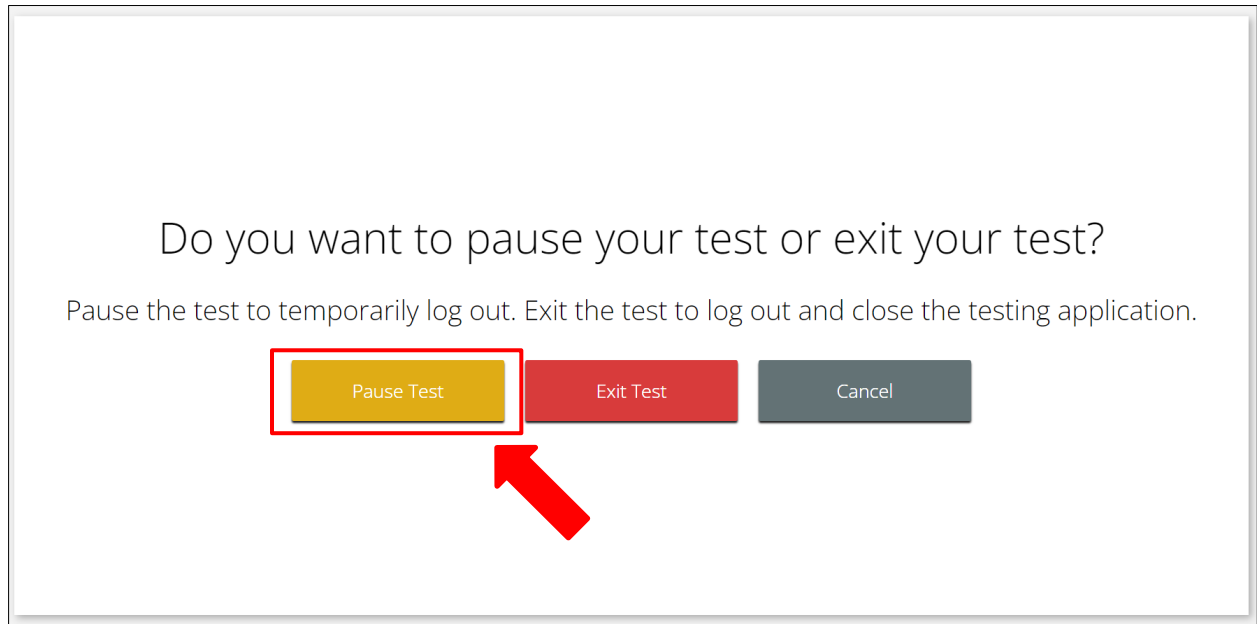 Do you want to pause your test or exit your test?
Pause the test to temporarily log out. Exit the test to log out and close the testing application.
Pause Test Exit Test Cancel